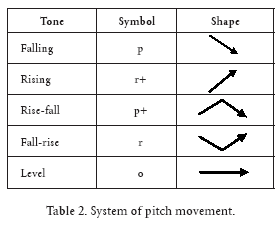 Tone Symbol Shape
Falling p
Rising r+
Rise-fall p+
Fall-rise r
Level o
Table 2. System of pitch movement.